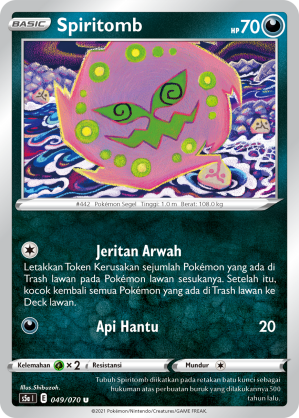 BASIC
Spiritomb
HP70
#442 Pokémon Segel Tinggi: 1.0 m Berat: 108.0 kg
Jeritan Arwah
Letakkan Token Kerusakan sejumlah Pokémon yang ada di
Trash lawan pada Pokémon lawan sesukanya. Setelah itu,
kocok kembali semua Pokémon yang ada di Trash lawan ke
Deck lawan.
Api Hantu 20
Kelemahan ×2 Resistansi Mundur
Illus.Shibuzoh.
s5a I E 049/070 U
Tubuh Spiritomb dikaitkan pada retakan batu kunci sebagai
hukuman atas perbuatan buruk yang dilakukannya 500
tahun lalu.
©2021 Pokémon/Nintendo/Creatures/GAME FREAK.